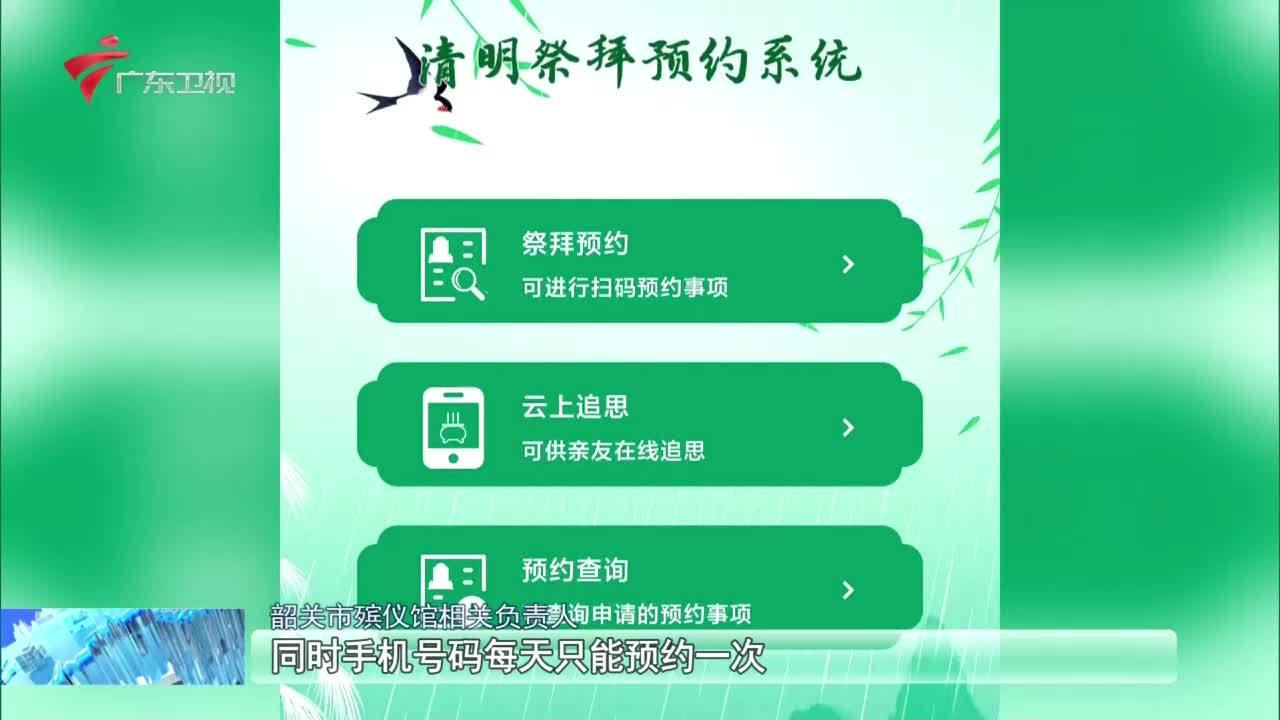 广东卫视
清明祭拜预约系统
祭拜预约
可进行扫码预约事项
云上追思
可供亲友在线追思
预约查询
查询申请的预约事项
韶关市殡仪馆相关负责人
同时手机号码每天只能预约一次